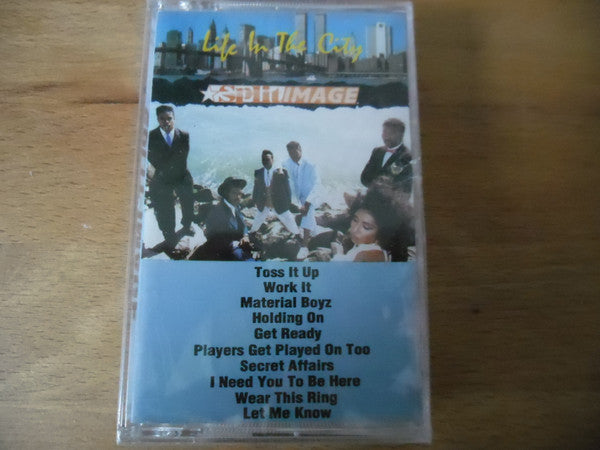 Life In The City
IMAGE
Toss It Up
Work It
Material Boyz
Holding On
Get Ready
Players Get Played On Too
Secret Affairs
I Need You To Be Here
Wear This Ring
Let Me Know